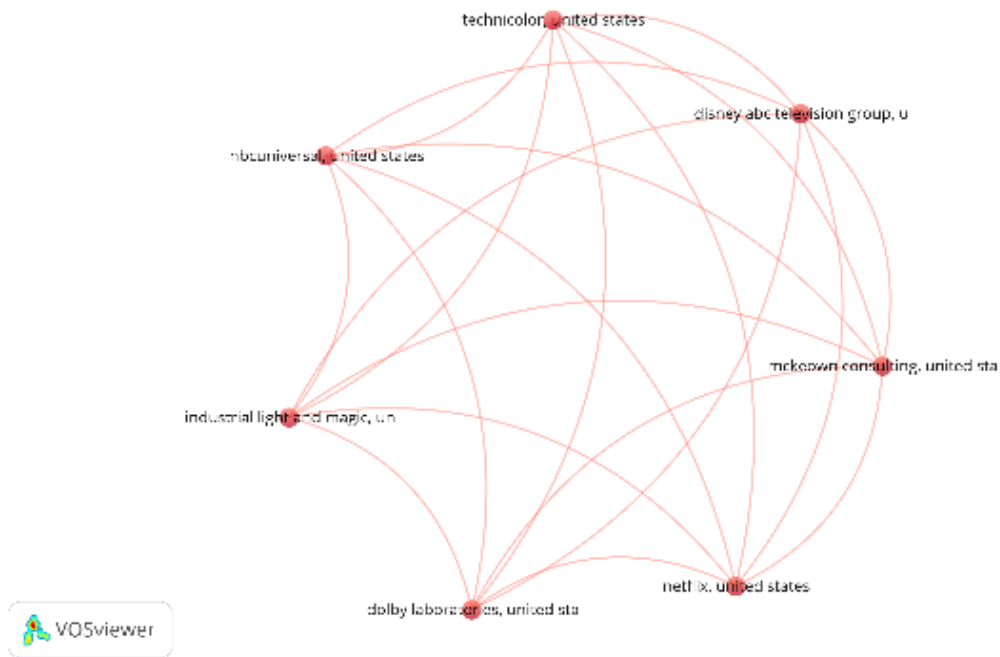 technicolor, united states
disney abc television group, u
nbcuniversal, united states
mckeown consulting, united sta
industrial light and magic, un
netflix, united states
dolby laboratories, united sta
VOSviewer